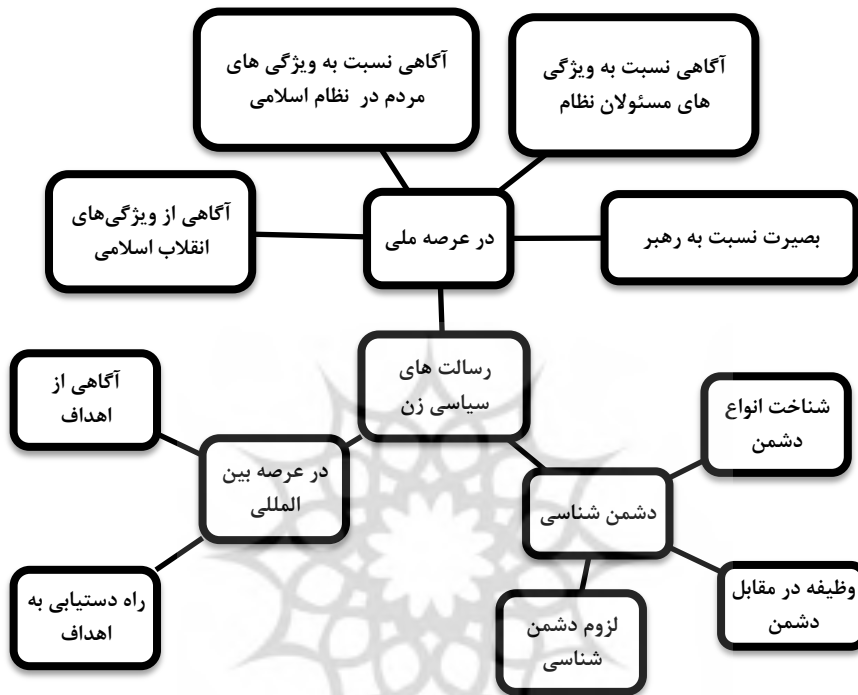 آگاهی نسبت به ویژگی
های مسئولان نظام
آگاهی نسبت به ویژگی های
مردم در نظام اسلامی
بصیرت نسبت به رهبر
در عرصه ملی
آگاهی از ویژگی‌های
انقلاب اسلامی
رسالت های
سیاسی زن
شناخت انواع
دشمن
دشمن شناسی
وظیفه در مقابل
دشمن
لزوم دشمن
شناسی
در عرصه بین
المللی
آگاهی از
اهداف
راه دستیابی به
اهداف